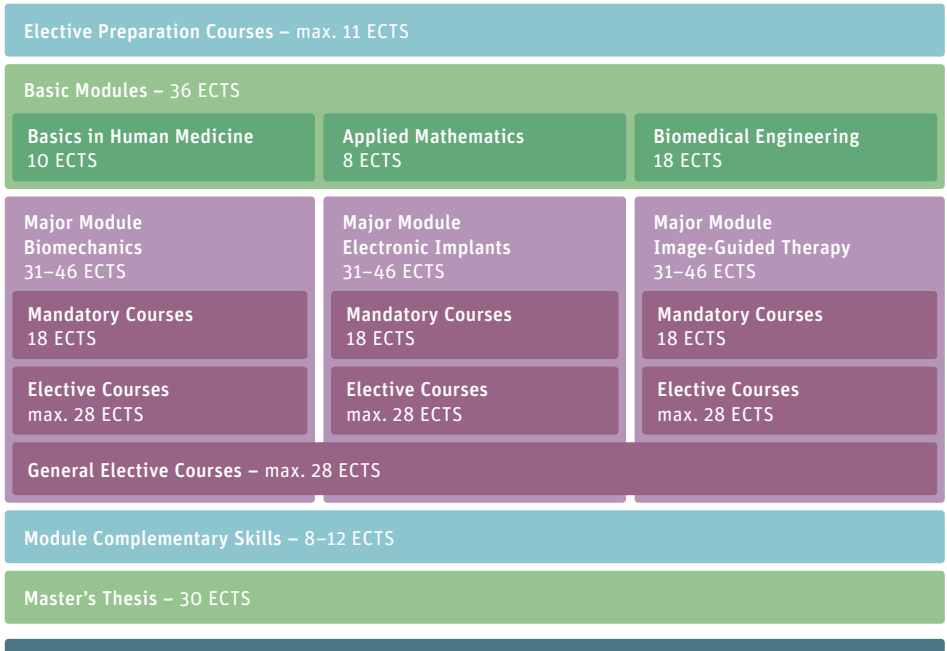 Elective Preparation Courses – max. 11 ECTS
Basic Modules – 36 ECTS
Basics in Human Medicine
10 ECTS
Applied Mathematics
8 ECTS
Biomedical Engineering
18 ECTS
Major Module
Biomechanics
31–46 ECTS
Major Module
Electronic Implants
31–46 ECTS
Major Module
Image-Guided Therapy
31–46 ECTS
Mandatory Courses
18 ECTS
Mandatory Courses
18 ECTS
Mandatory Courses
18 ECTS
Elective Courses
max. 28 ECTS
Elective Courses
max. 28 ECTS
Elective Courses
max. 28 ECTS
General Elective Courses – max. 28 ECTS
Module Complementary Skills – 8–12 ECTS
Master's Thesis – 30 ECTS